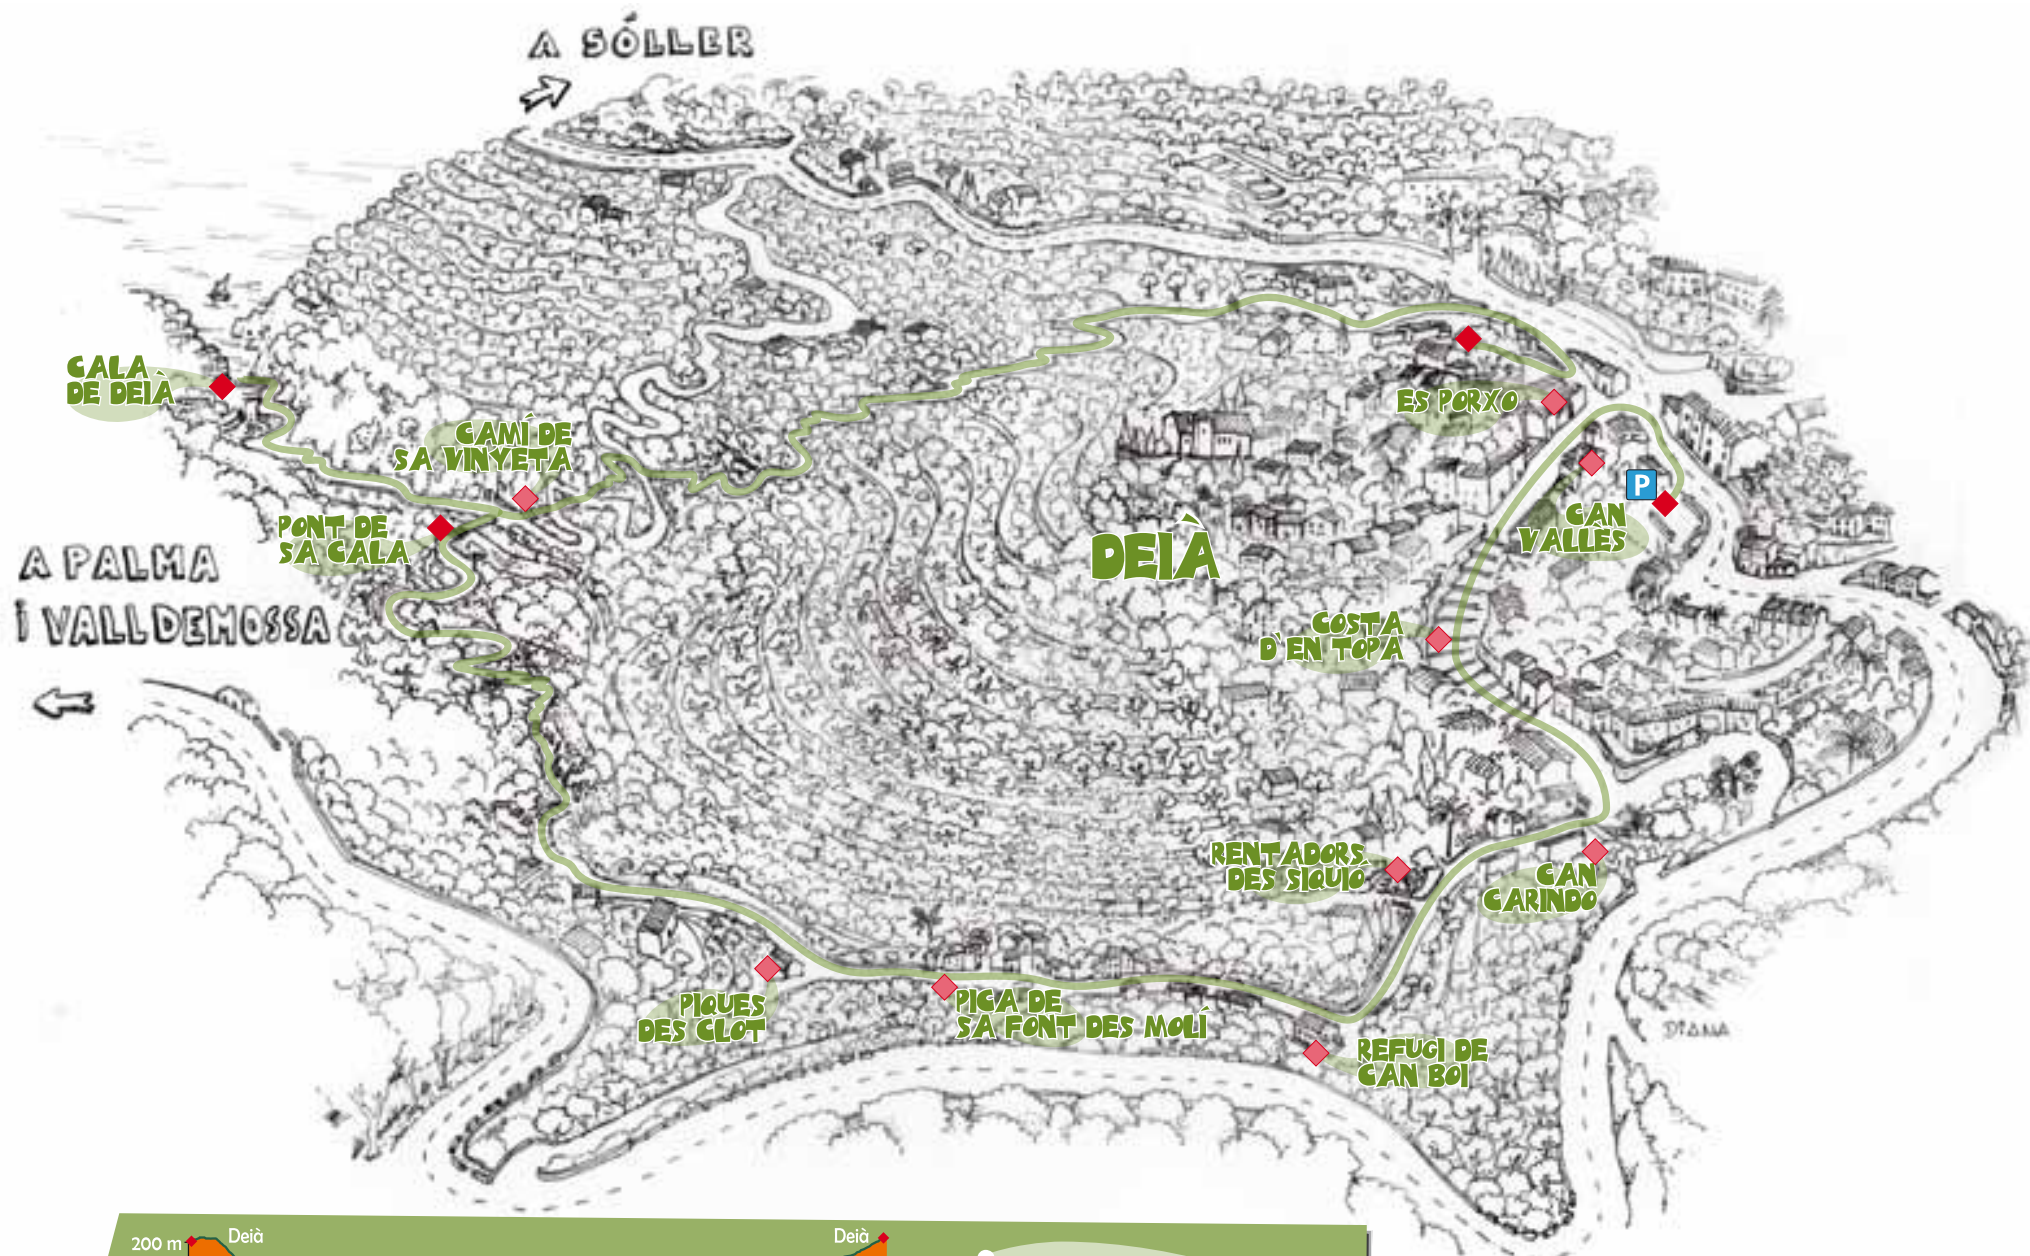 A SÓLLER
CALA
DE DEIÀ
CAMÍ DE
SA VINYETA
ES PORXO
P
CAN
VALLÈS
PONT DE
SA CALA
A PALMA
I VALLDEMOSSA
DEIÀ
COSTA
D'EN TOPA
RENTADORS
DES SIQUIÓ
CAN
CARINDO
PIQUES
DES CLOT
PICA DE
SA FONT DES MOLÍ
REFUGI DE
CAN BOI
DIANA
200 m
Deià
Deià